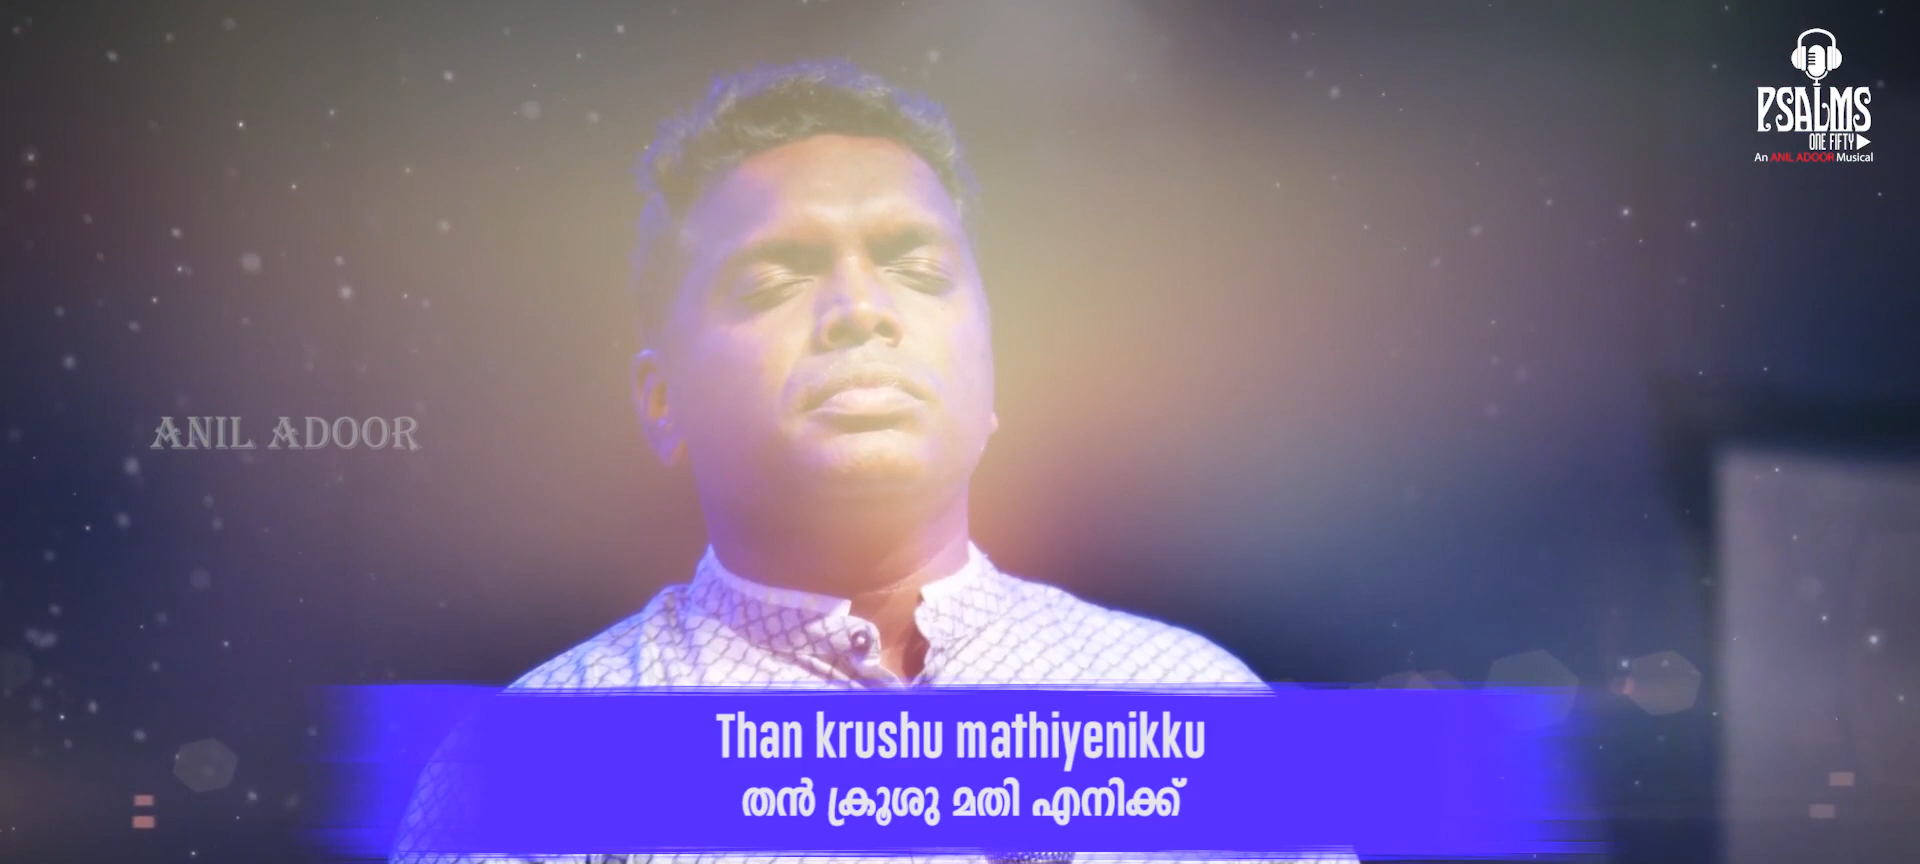 PSALMS
ONE FIFTY
An ANIL ADOOR Musical
ANIL ADOOR
Than krushu mathiyenikku
തൻ ക്രൂശു മതി എനിക്ക്